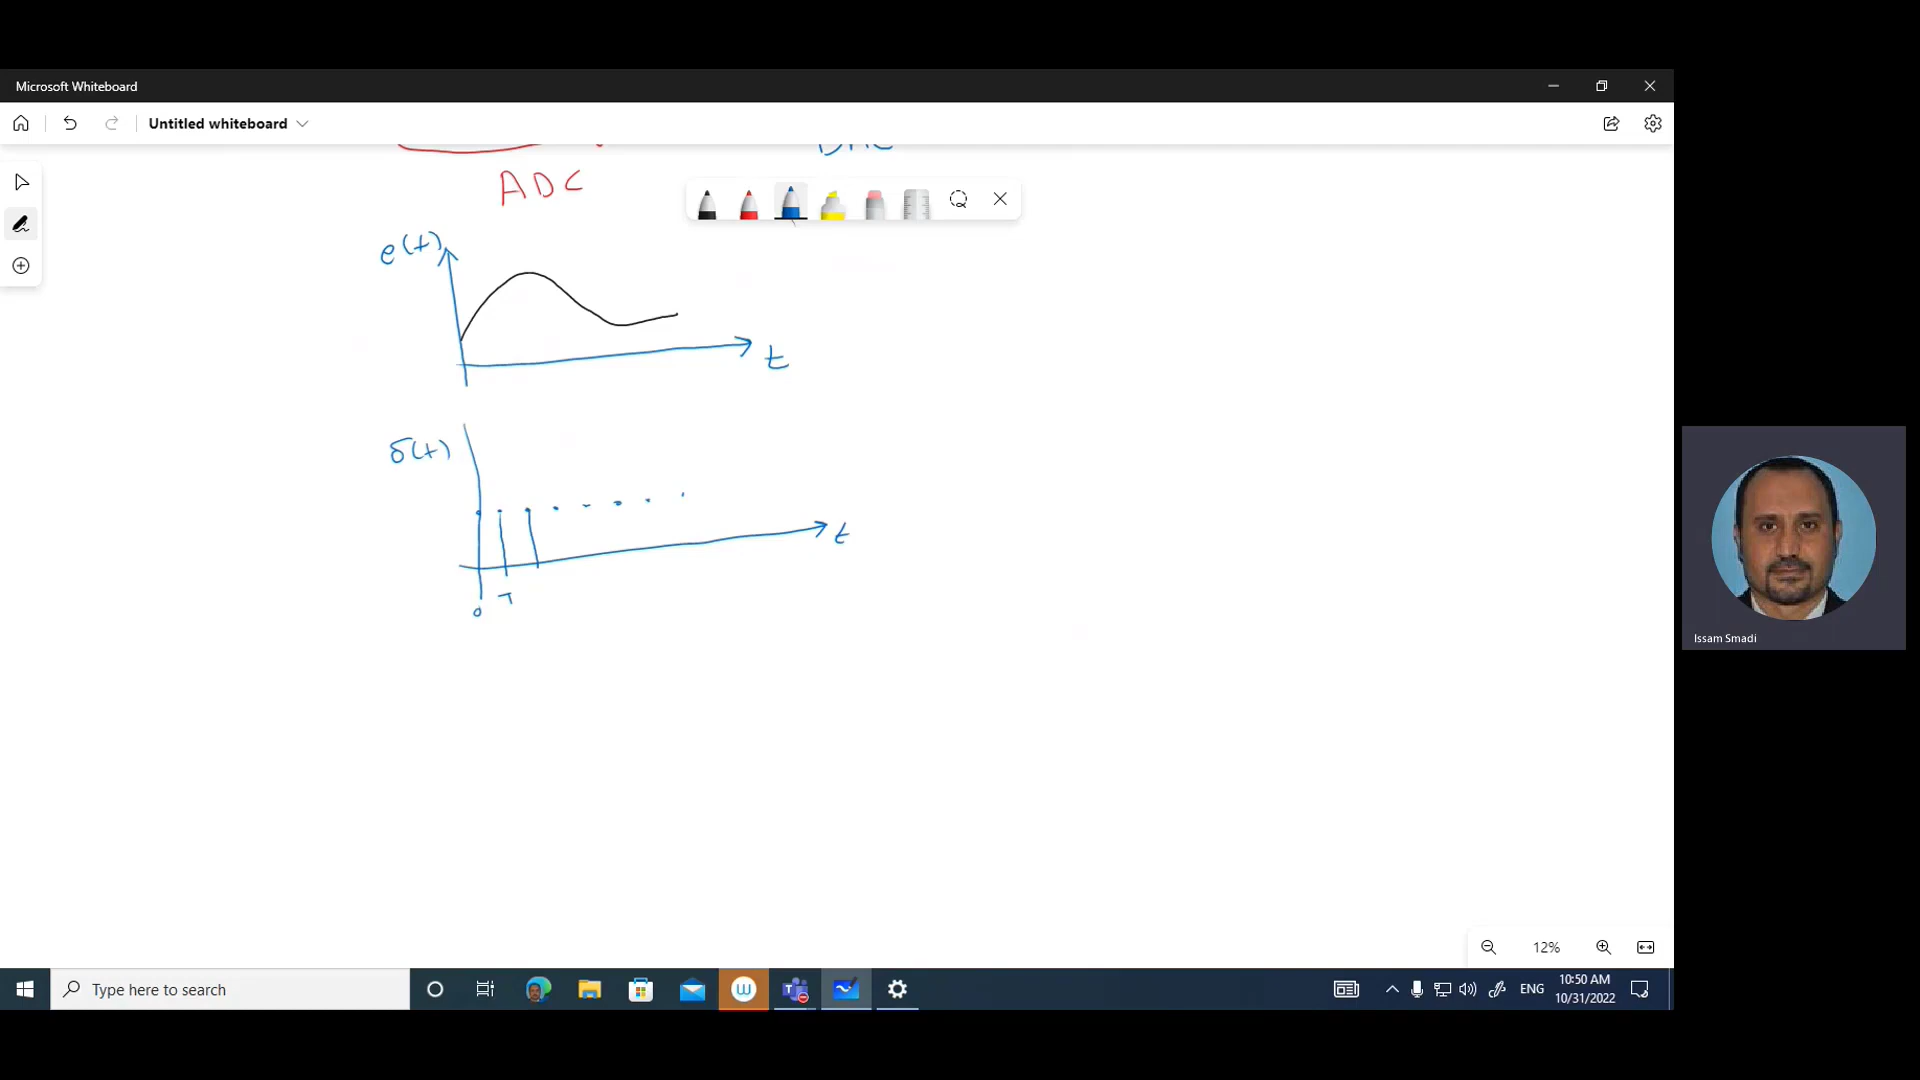 Microsoft Whiteboard
Untitled whiteboard
ADC
e(t)
t
δ(t)
t
0 T
Issam Smadi
12%
Type here to search
W
T
ENG
10:50 AM
10/31/2022